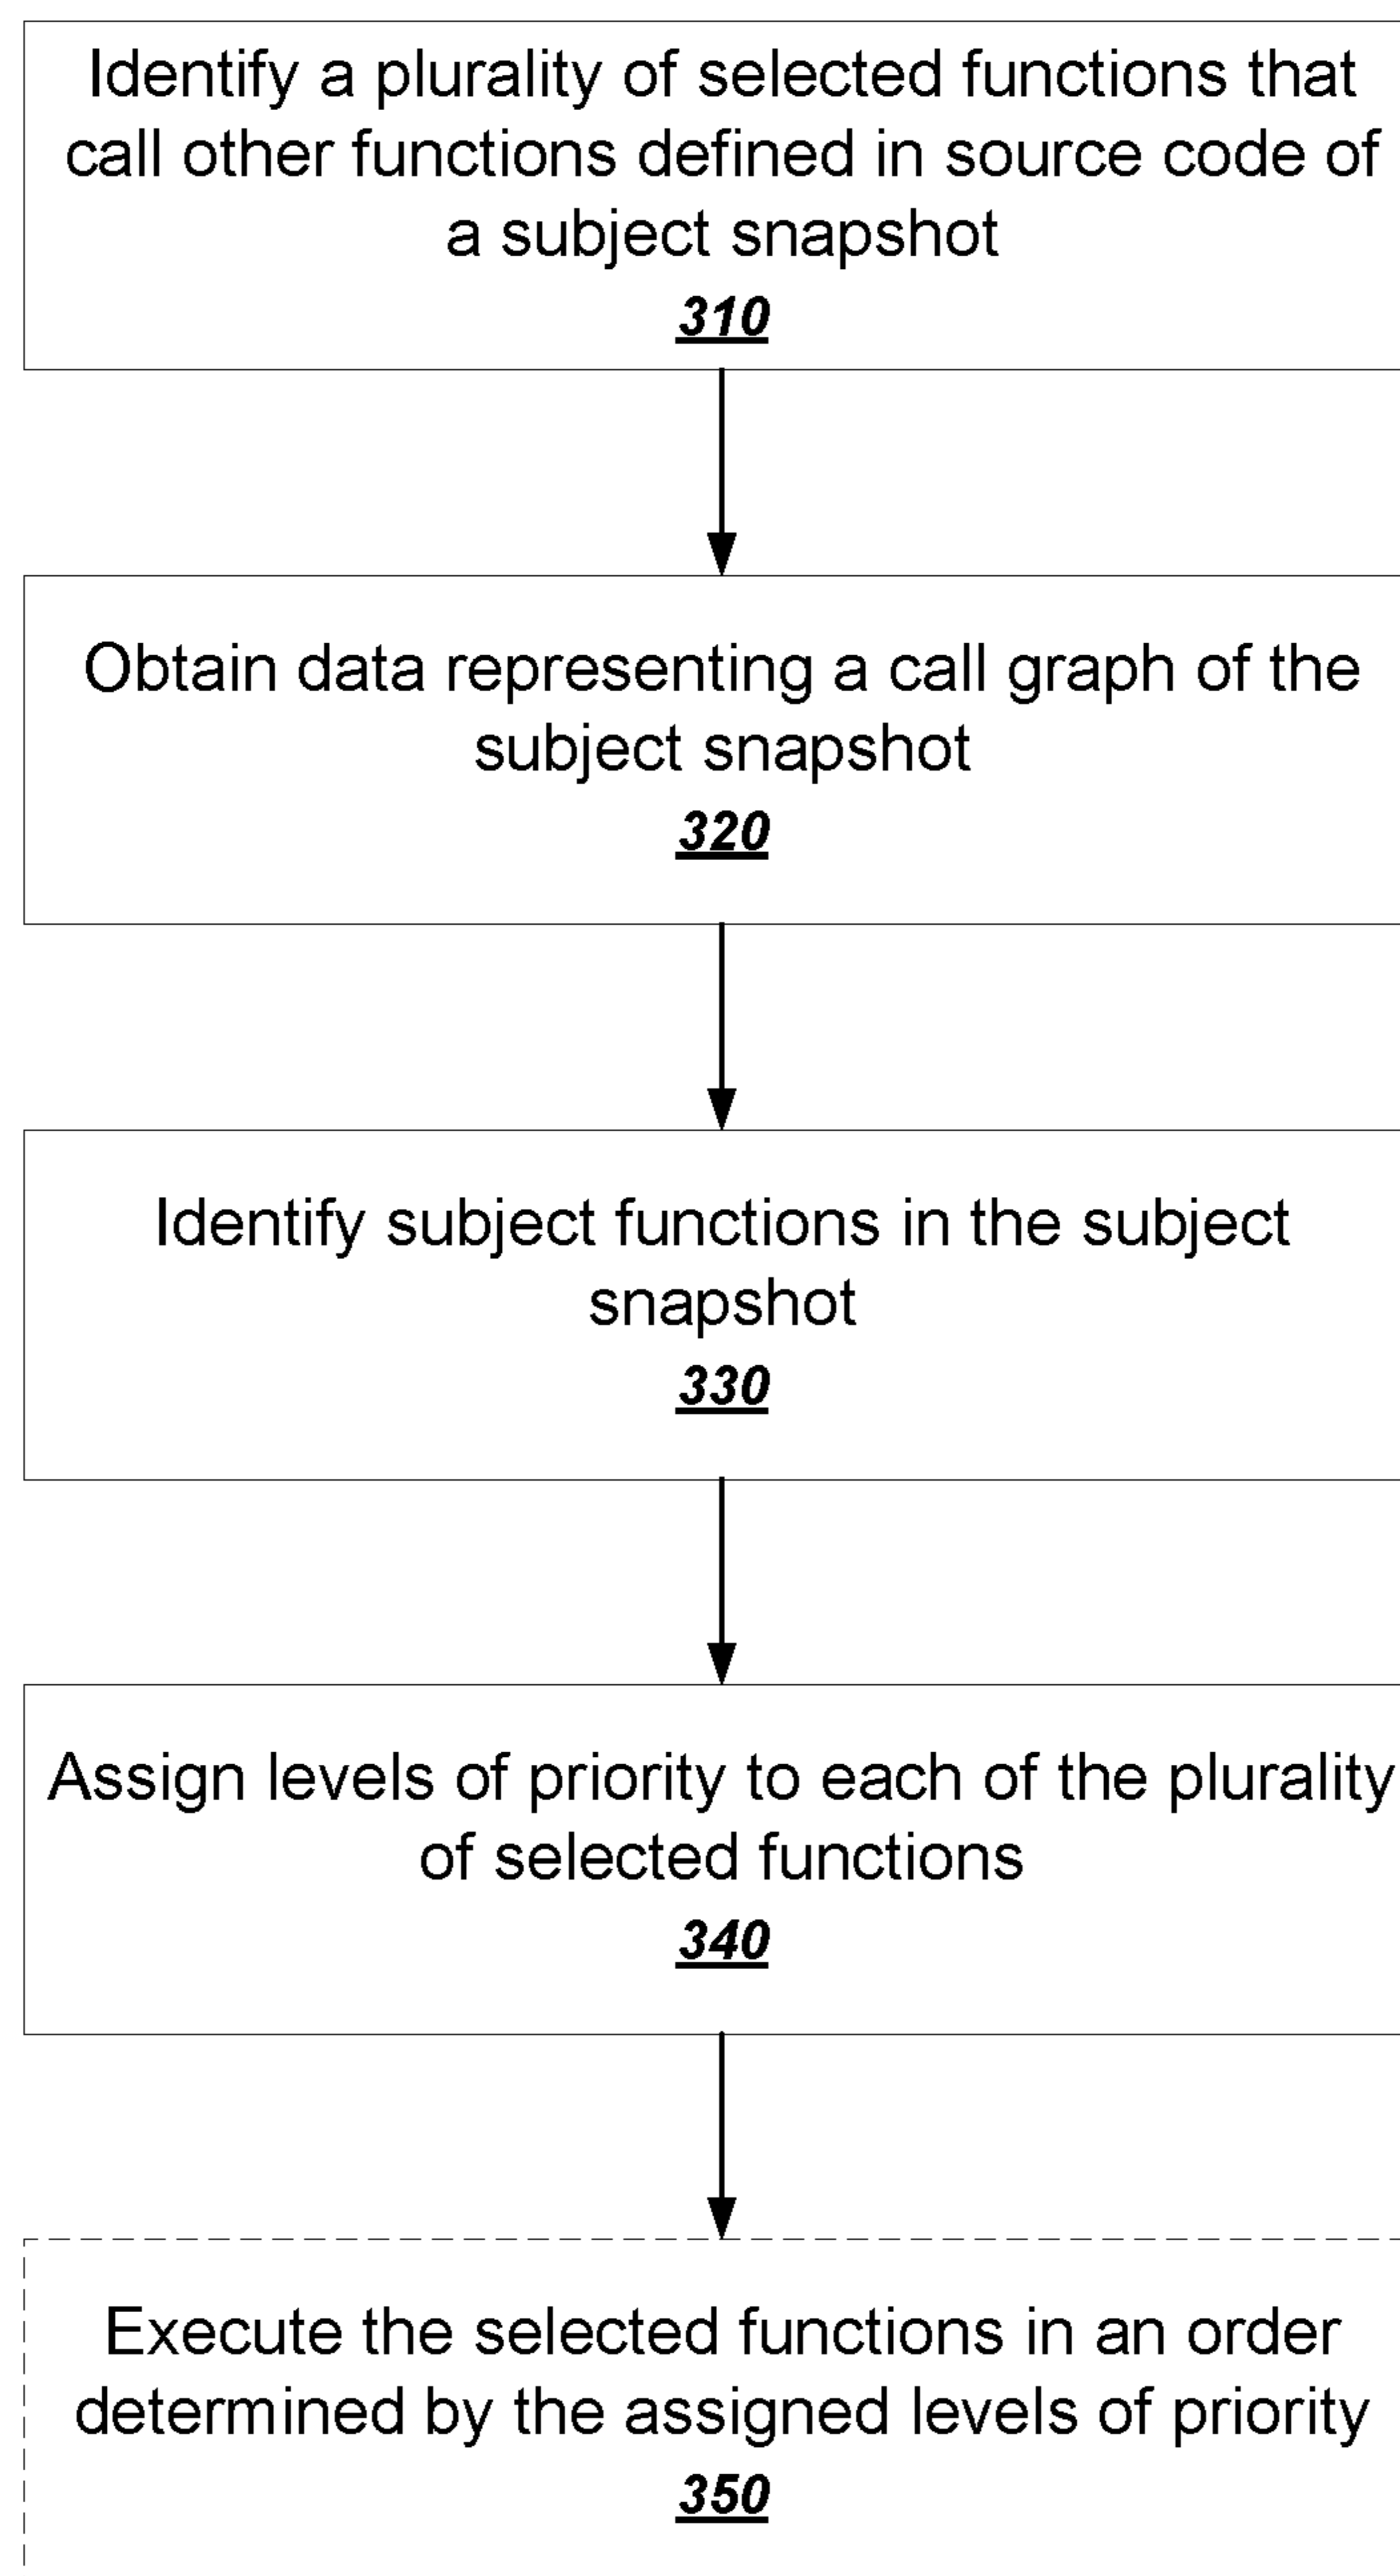 Identify a plurality of selected functions that
call other functions defined in source code of
a subject snapshot
310
Obtain data representing a call graph of the
subject snapshot
320
Identify subject functions in the subject
snapshot
330
Assign levels of priority to each of the plurality
of selected functions
340
Execute the selected functions in an order
determined by the assigned levels of priority
350